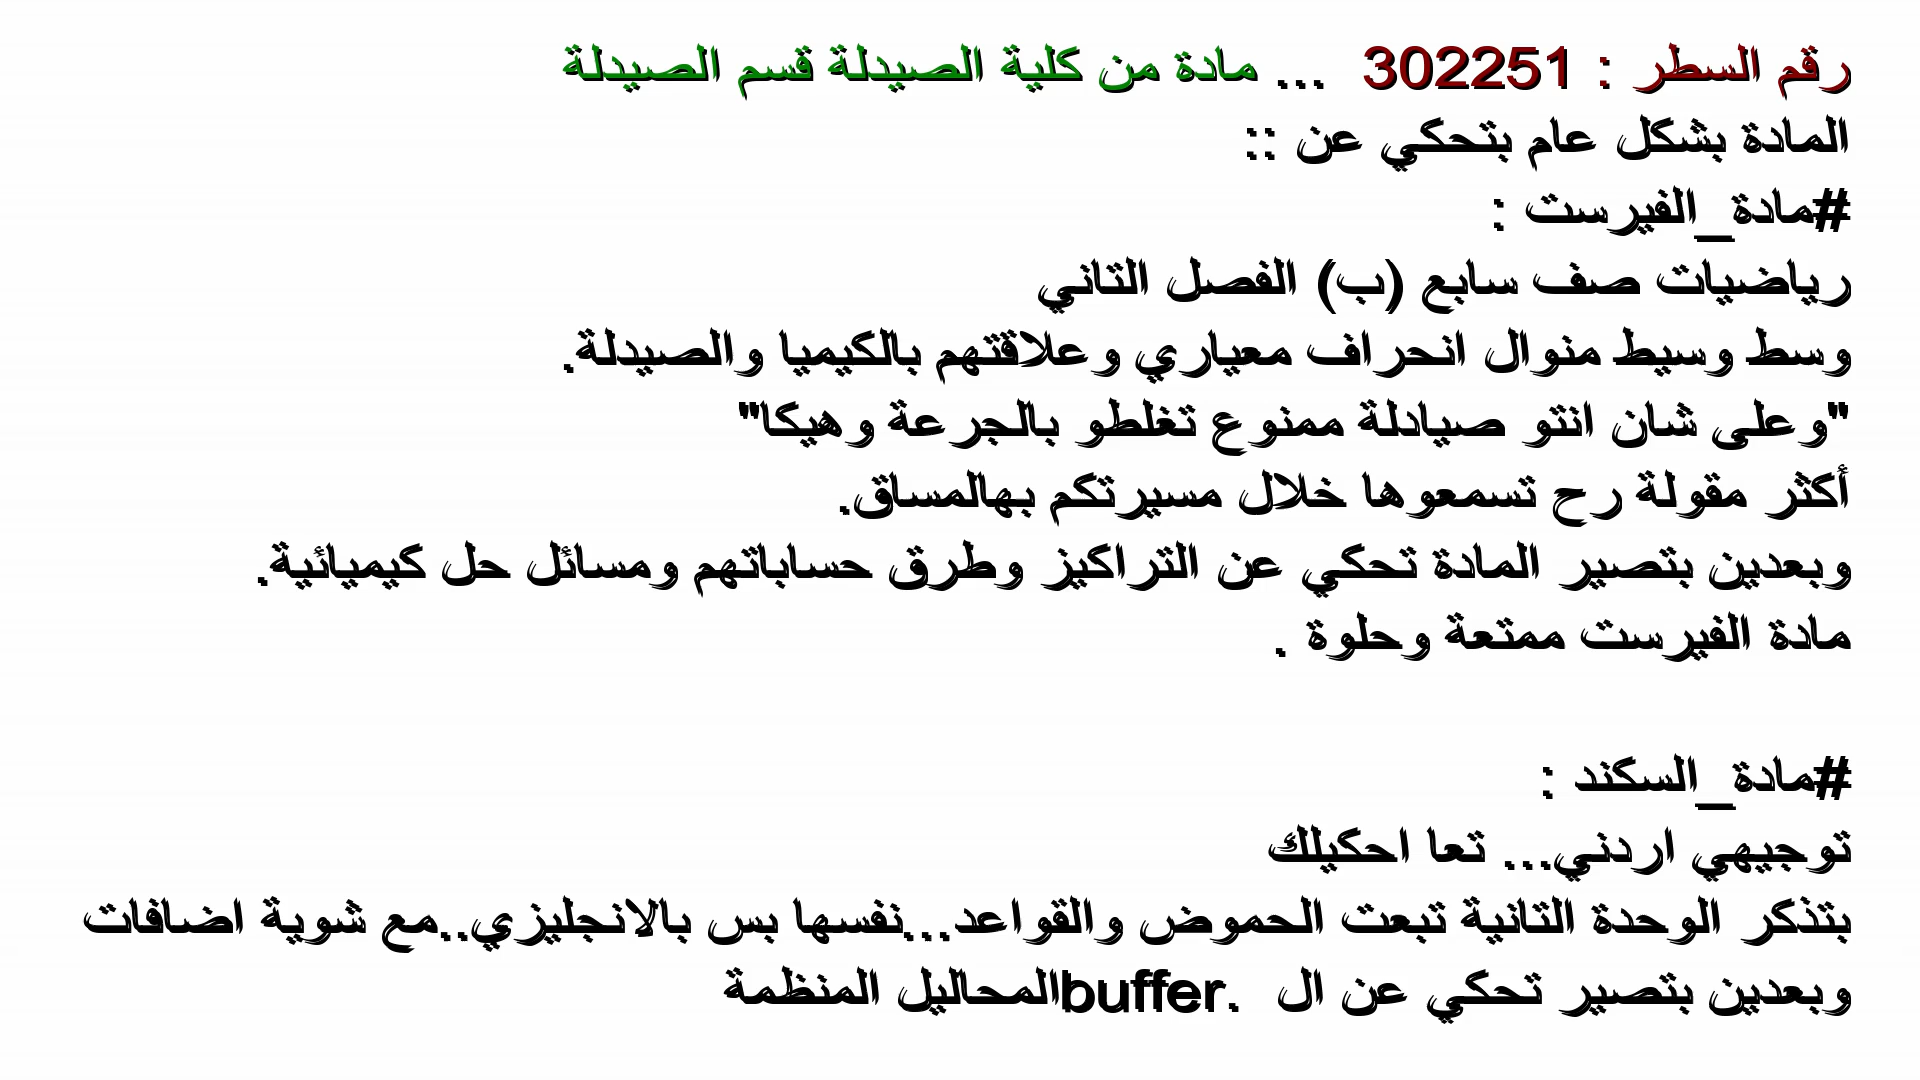 رقم السطر : 302251 ... مادة من كلية الصيدلة قسم الصيدلة
المادة بشكل عام بتحكي عن ::
#مادة_الفيرست :
رياضيات صف سابع (ب) الفصل التاني
وسط وسيط منوال انحراف معياري وعلاقتهم بالكيميا والصيدلة.
"وعلى شان انتو صيادلة ممنوع تغلطو بالجرعة وهيكا"
أكثر مقولة رح تسمعوها خلال مسيرتكم بهالمساق.
وبعدين بتصير المادة تحكي عن التراكيز وطرق حساباتهم ومسائل حل كيميائية.
مادة الفيرست ممتعة وحلوة .
#مادة_السكند :
توجيهي اردني... تعا احكيلك
بتذكر الوحدة التانية تبعت الحموض والقواعد...نفسها بس بالانجليزي..مع شوية اضافات
وبعدين بتصير تحكي عن ال  buffer.المحاليل المنظمة